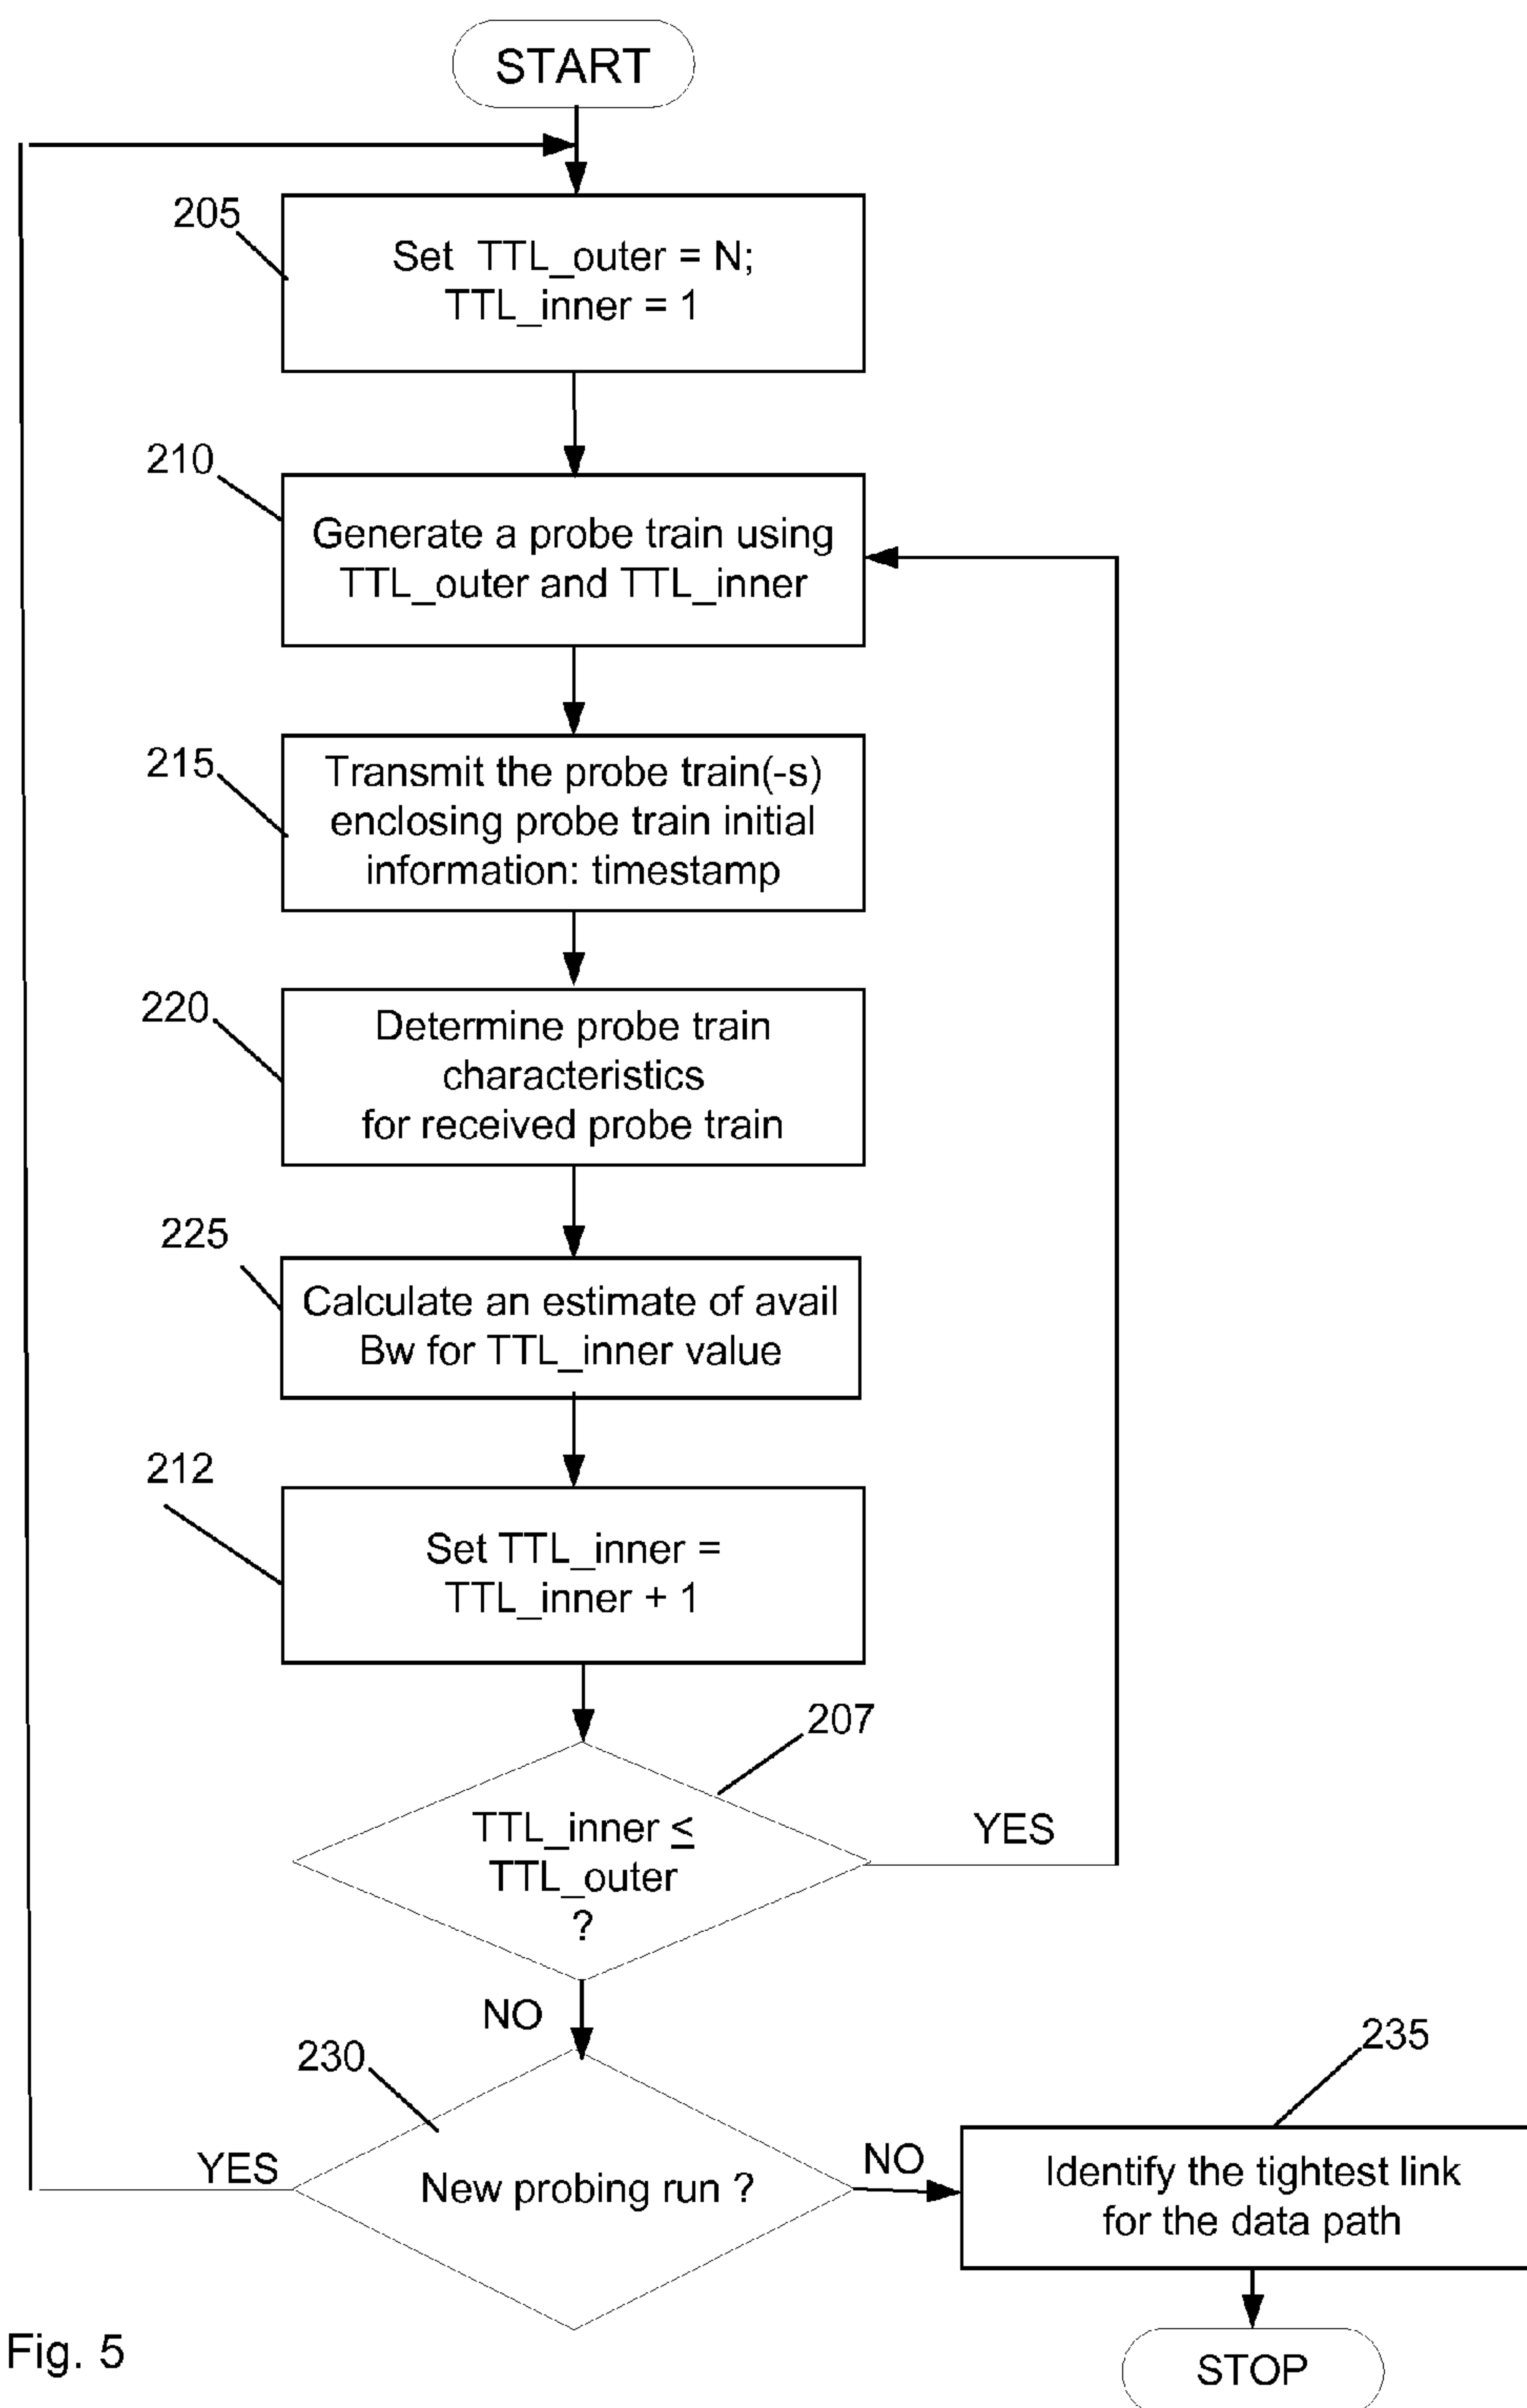 START
205
Set TTL_outer = N;
TTL_inner = 1
210
Generate a probe train using
TTL_outer and TTL_inner
215
Transmit the probe train(-s)
enclosing probe train initial
information: timestamp
220
Determine probe train
characteristics
for received probe train
225
Calculate an estimate of avail
Bw for TTL_inner value
212
Set TTL_inner =
TTL_inner + 1
207
TTL_inner ≤
TTL_outer
?
YES
NO
230
235
YES
New probing run ?
NO
Identify the tightest link
for the data path
Fig. 5
STOP